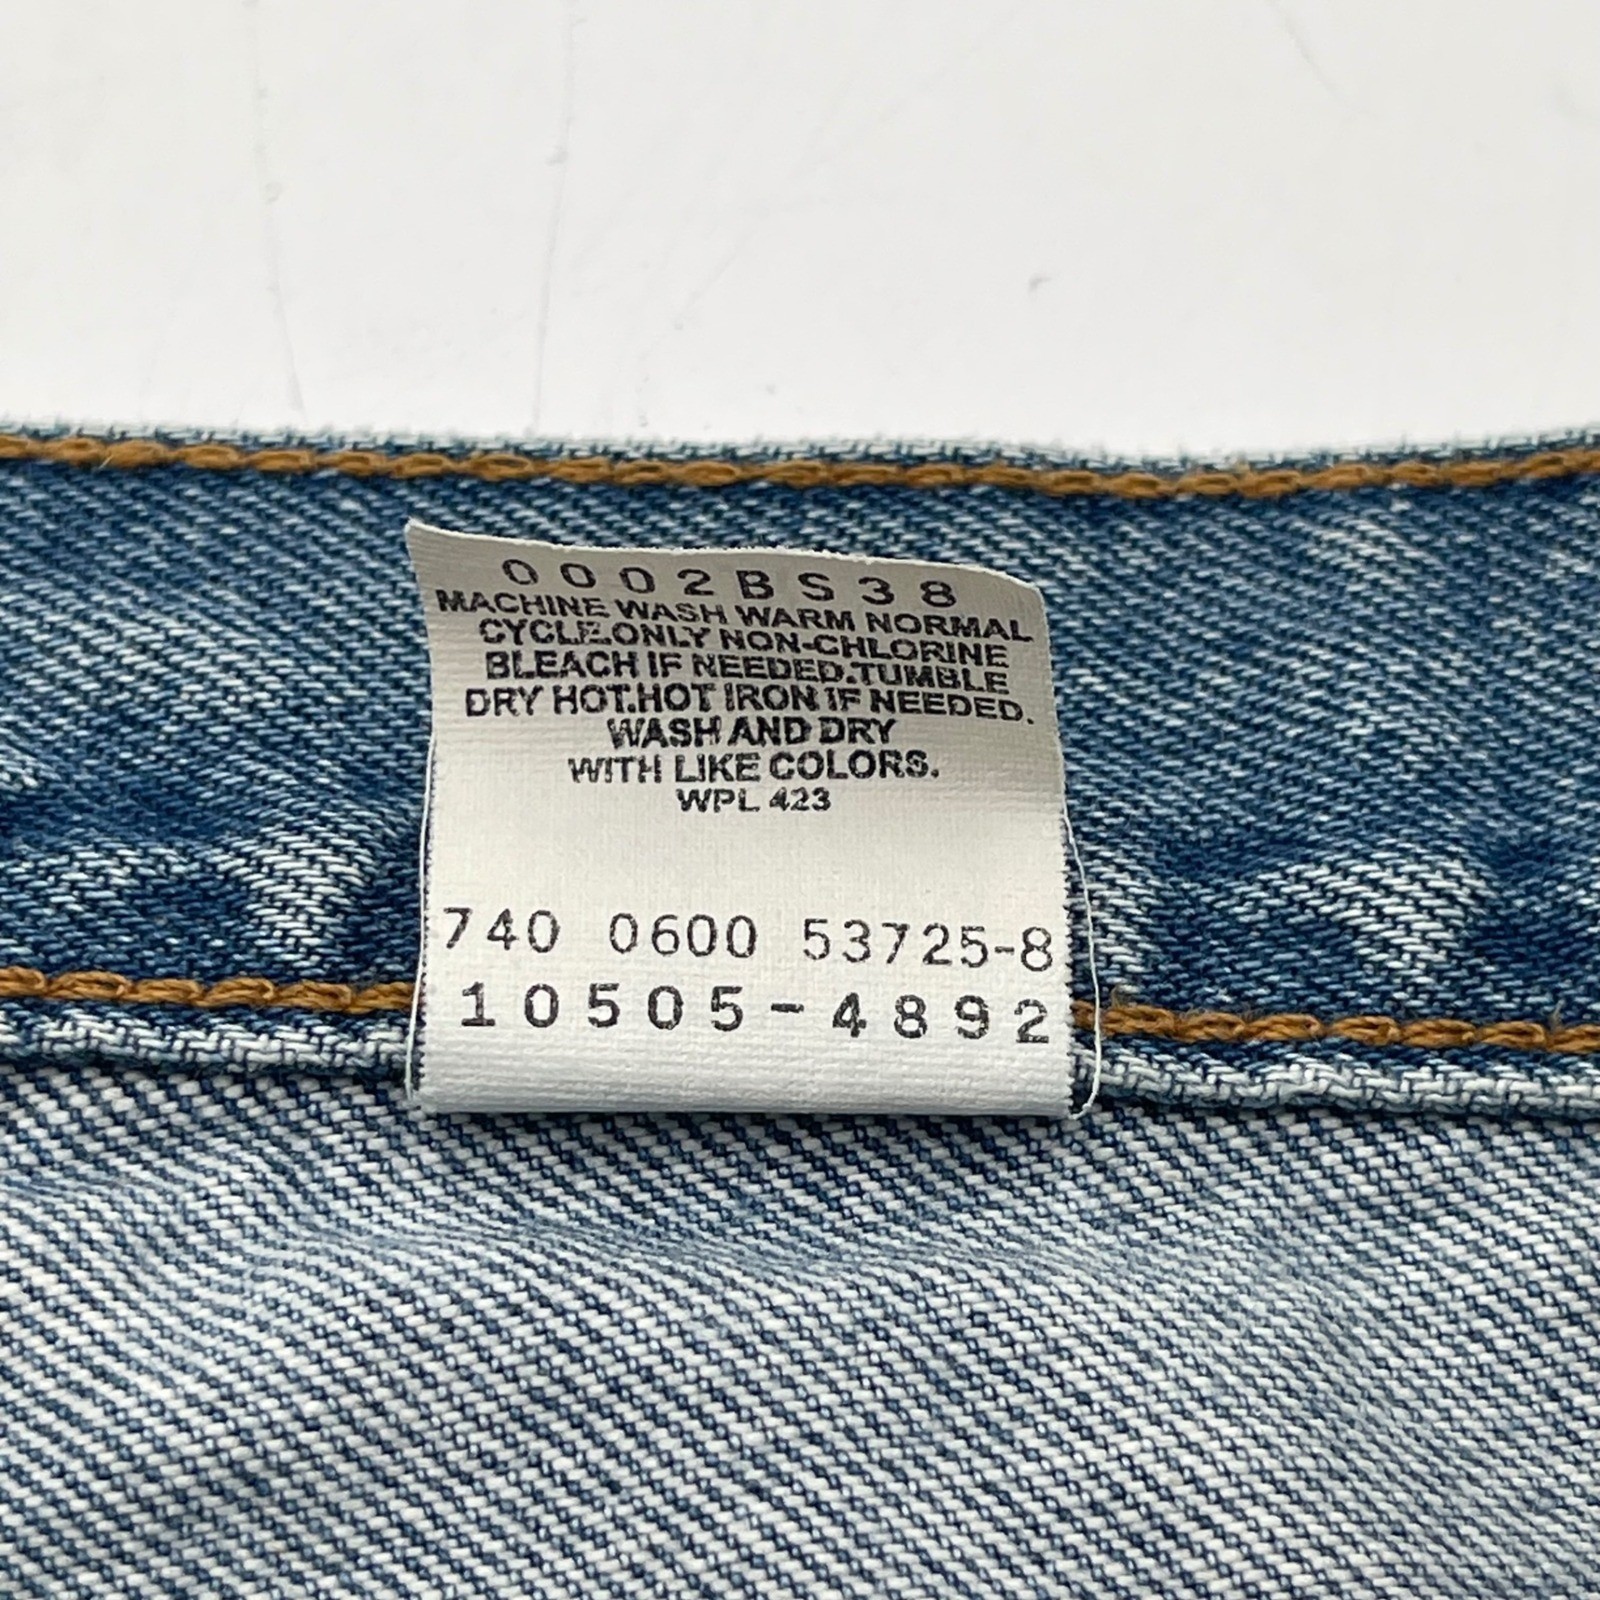 0002BS38
MACHINE WASH WARM NORMAL
CYCLE.ONLY NON-CHLORINE
BLEACH IF NEEDED.TUMBLE
DRY HOT.HOT IRON IF NEEDED.
WASH AND DRY
WITH LIKE COLORS.
WPL 423
740 0600 53725-8
10505-4892